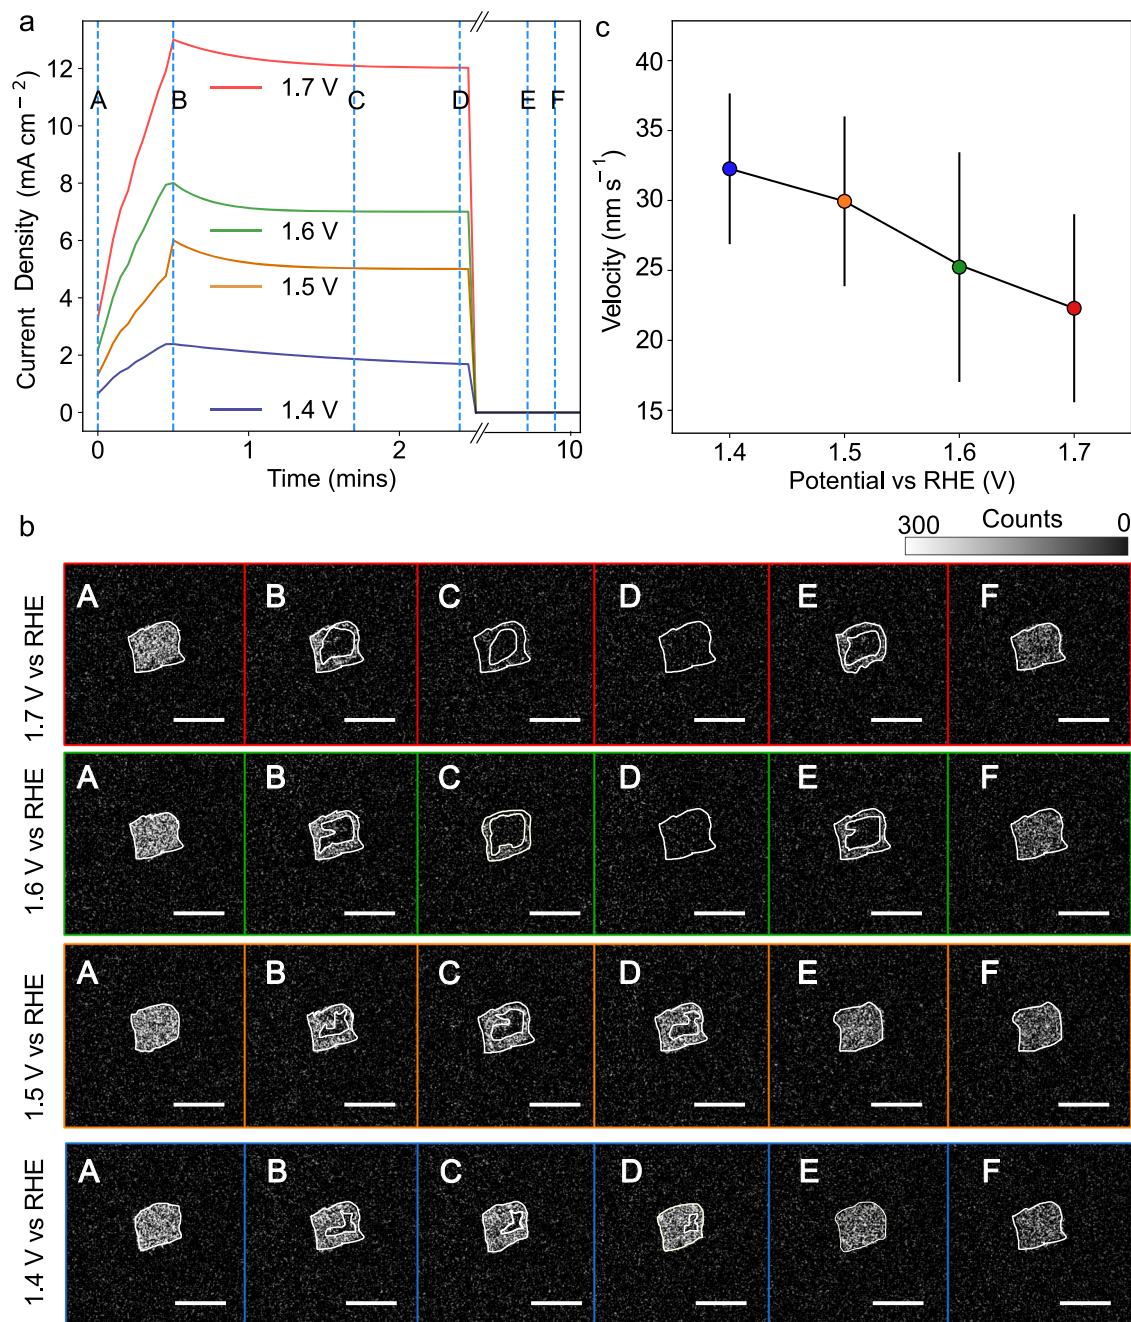 a
12
10
8
6
4
2
0
Current Density (mA cm⁻²)
A
B
C
D
E
F
1.7 V
1.6 V
1.5 V
1.4 V
0
1
2
10
Time (mins)
c
40
35
30
25
20
15
Velocity (nm s⁻¹)
1.4
1.5
1.6
1.7
Potential vs RHE (V)
b
300
Counts
0
1.7 V vs RHE
A
B
C
D
E
F
1.6 V vs RHE
A
B
C
D
E
F
1.5 V vs RHE
A
B
C
D
E
F
1.4 V vs RHE
A
B
C
D
E
F